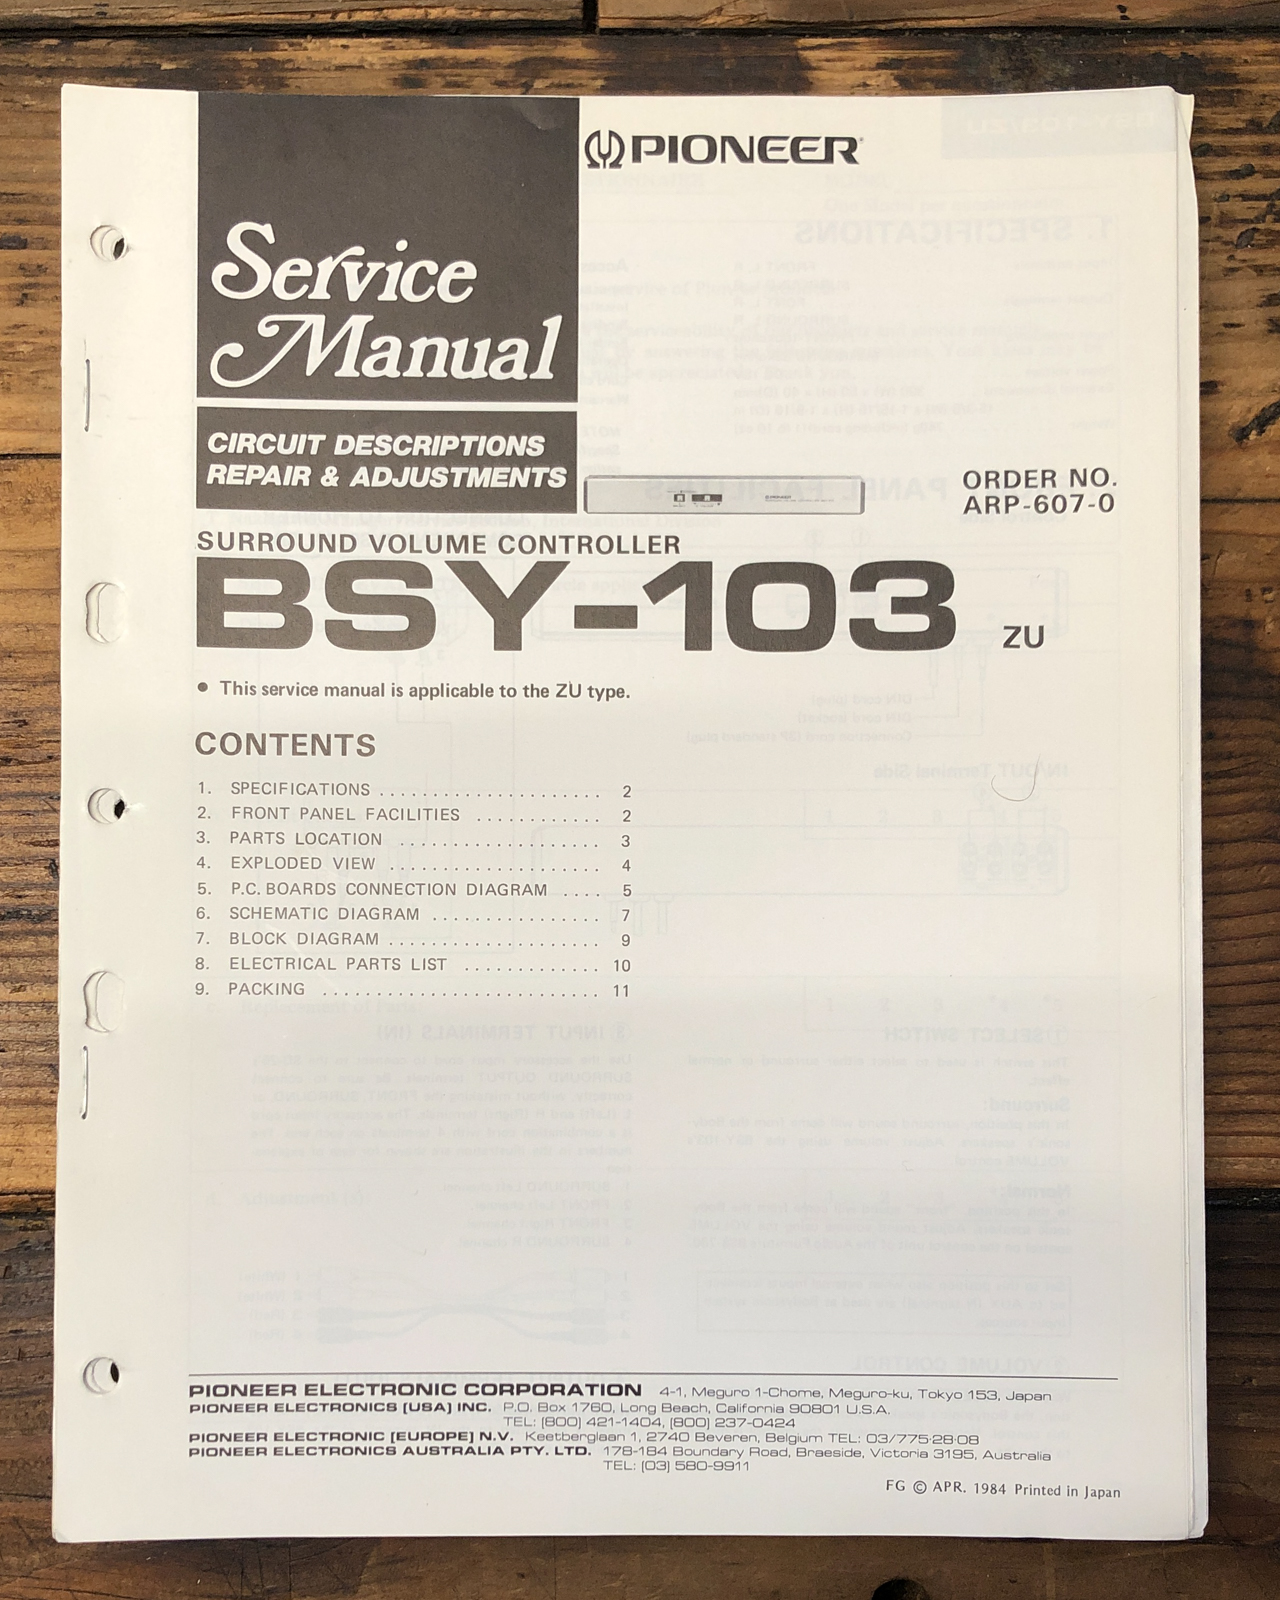 PIONEER
Service
Manual
CIRCUIT DESCRIPTIONS
REPAIR & ADJUSTMENTS
ORDER NO.
ARP-607-0
SURROUND VOLUME CONTROLLER
BSY-103 ZU
● This service manual is applicable to the ZU type.
CONTENTS
1. SPECIFICATIONS ...................... 2
2. FRONT PANEL FACILITIES ............ 2
3. PARTS LOCATION ................... 3
4. EXPLODED VIEW .................... 4
5. P.C. BOARDS CONNECTION DIAGRAM .... 5
6. SCHEMATIC DIAGRAM ................ 7
7. BLOCK DIAGRAM .................... 9
8. ELECTRICAL PARTS LIST ............. 10
9. PACKING .......................... 11
PIONEER ELECTRONIC CORPORATION 4-1, Meguro 1-Chome, Meguro-ku, Tokyo 153, Japan
PIONEER ELECTRONICS [USA] INC. P.O. Box 1760, Long Beach, California 90801 U.S.A.
TEL: [800] 421-1404, [800] 237-0424
PIONEER ELECTRONIC [EUROPE] N.V. Keetberglaan 1, 2740 Beveren, Belgium TEL: 03/775·28·08
PIONEER ELECTRONICS AUSTRALIA PTY. LTD. 178-184 Boundary Road, Braeside, Victoria 3195, Australia
TEL: [03] 580-9911
FG © APR. 1984 Printed in Japan